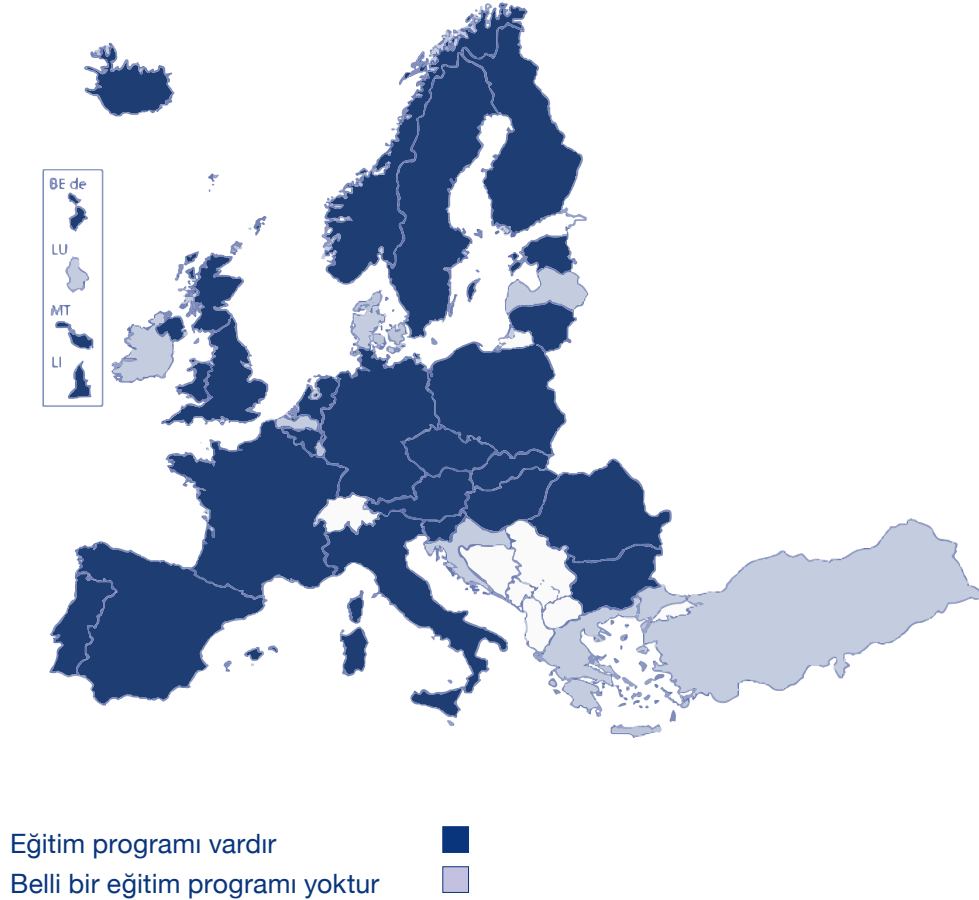 BE de
LU
MT
LI
Eğitim programı vardır
Belli bir eğitim programı yoktur